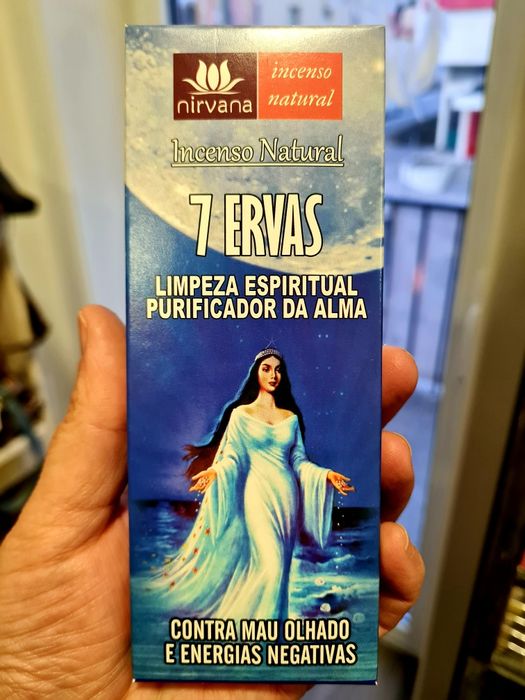 nirvana
incenso
natural
Incenso Natural
7 ERVAS
LIMPEZA ESPIRITUAL
PURIFICADOR DA ALMA
CONTRA MAU OLHADO
E ENERGIAS NEGATIVAS